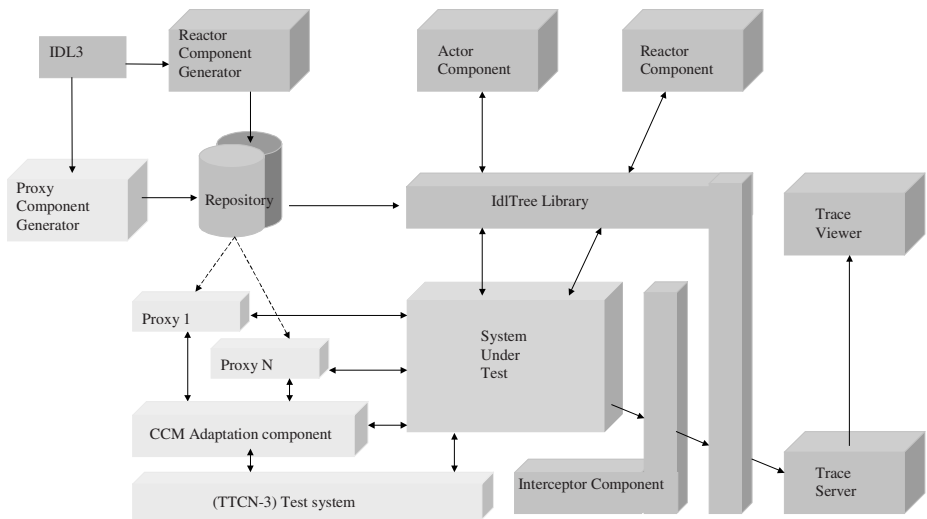 IDL3
Reactor
Component
Generator
Actor
Component
Reactor
Component
Proxy
Component
Generator
Repository
IdlTree Library
Trace
Viewer
Proxy 1
System
Under
Test
Proxy N
CCM Adaptation component
Interceptor Component
Trace
Server
(TTCN-3) Test system